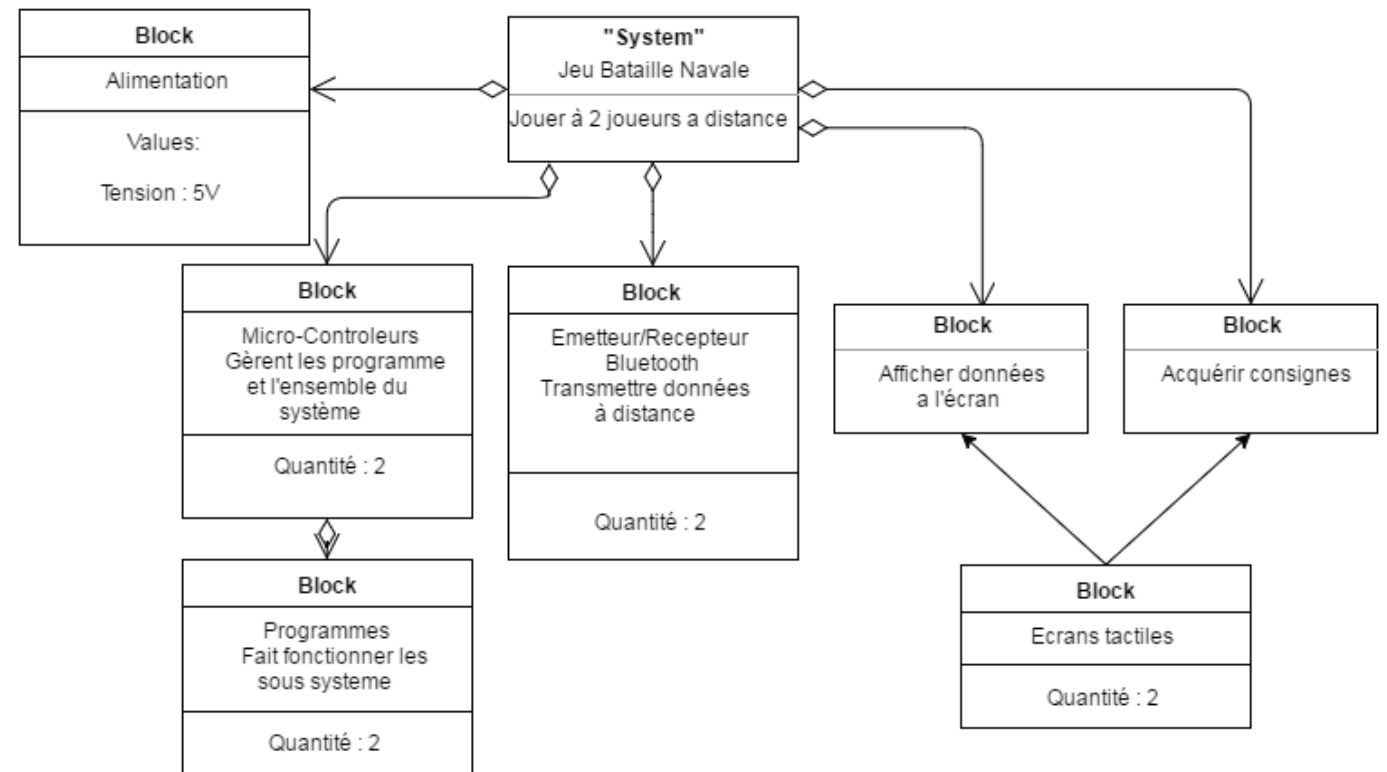 Block
Alimentation
Values:
Tension : 5V
"System"
Jeu Bataille Navale
Jouer à 2 joueurs a distance
Block
Micro-Controleurs
Gèrent les programme
et l'ensemble du
système
Quantité : 2
Block
Emetteur/Recepteur
Bluetooth
Transmettre données
à distance
Quantité : 2
Block
Afficher données
a l'écran
Block
Acquérir consignes
Block
Programmes
Fait fonctionner les
sous systeme
Quantité : 2
Block
Ecrans tactiles
Quantité : 2